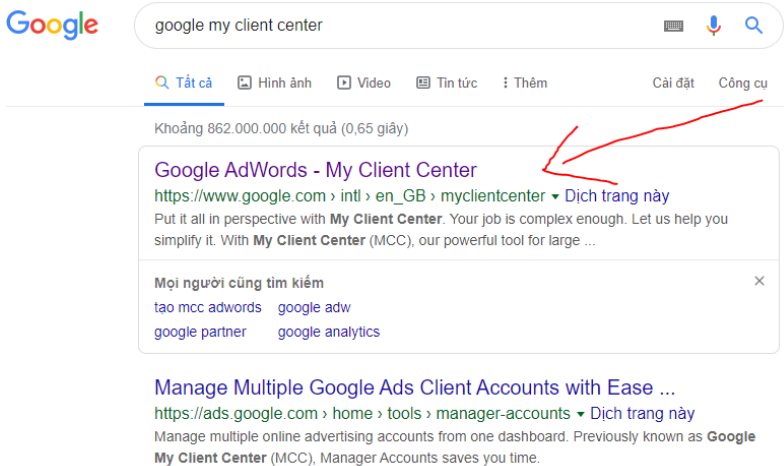 Google
google my client center
Tất cả Hình ảnh Video Tin tức Thêm Cài đặt Công cụ
Khoảng 862.000.000 kết quả (0,65 giây)
Google AdWords - My Client Center
https://www.google.com › intl › en_GB › myclientcenter ▾ Dịch trang này
Put it all in perspective with My Client Center. Your job is complex enough. Let us help you
simplify it. With My Client Center (MCC), our powerful tool for large ...
Mọi người cũng tìm kiếm
tạo mcc adwords google adw
google partner google analytics
Manage Multiple Google Ads Client Accounts with Ease ...
https://ads.google.com › home › tools › manager-accounts ▾ Dịch trang này
Manage multiple online advertising accounts from one dashboard. Previously known as Google
My Client Center (MCC), Manager Accounts saves you time.